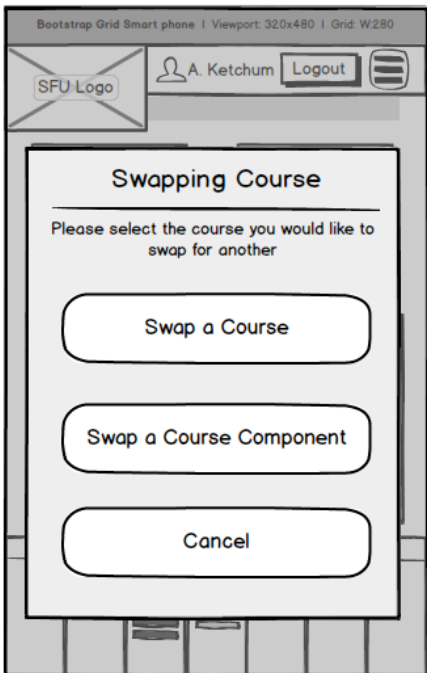 Bootstrap Grid Smart phone I Viewport: 320x480 I Grid: W:280
SFU Logo
A. Ketchum
Logout
Swapping Course
Please select the course you would like to
swap for another
Swap a Course
Swap a Course Component
Cancel